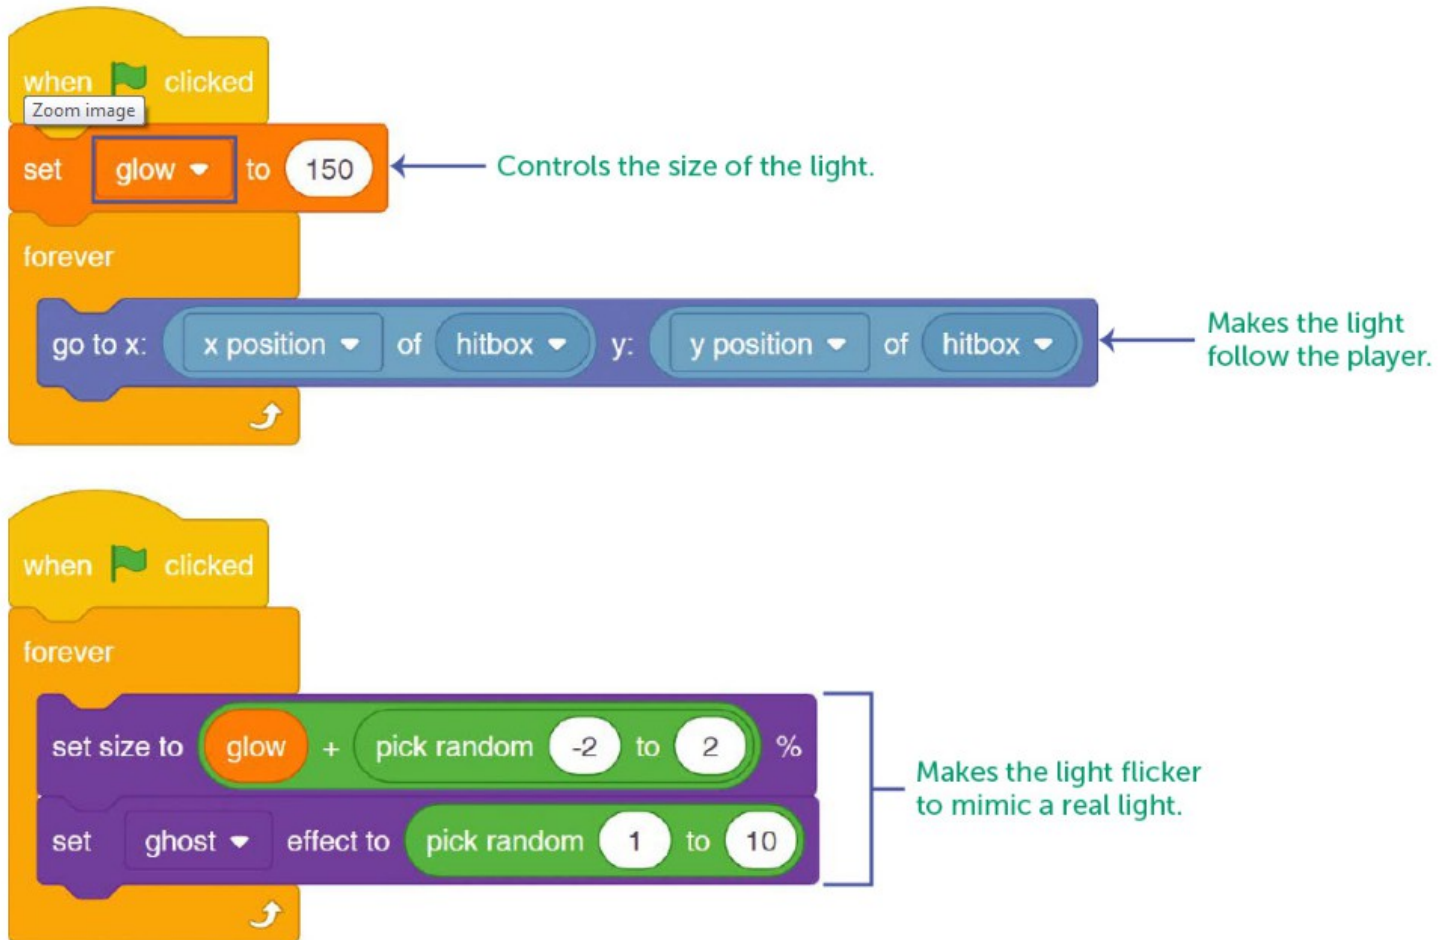 when clicked
Zoom image
set glow to 150
Controls the size of the light.
forever
go to x: x position of hitbox y: y position of hitbox
Makes the light
follow the player.
when clicked
forever
set size to glow + pick random -2 to 2 %
set ghost effect to pick random 1 to 10
Makes the light flicker
to mimic a real light.